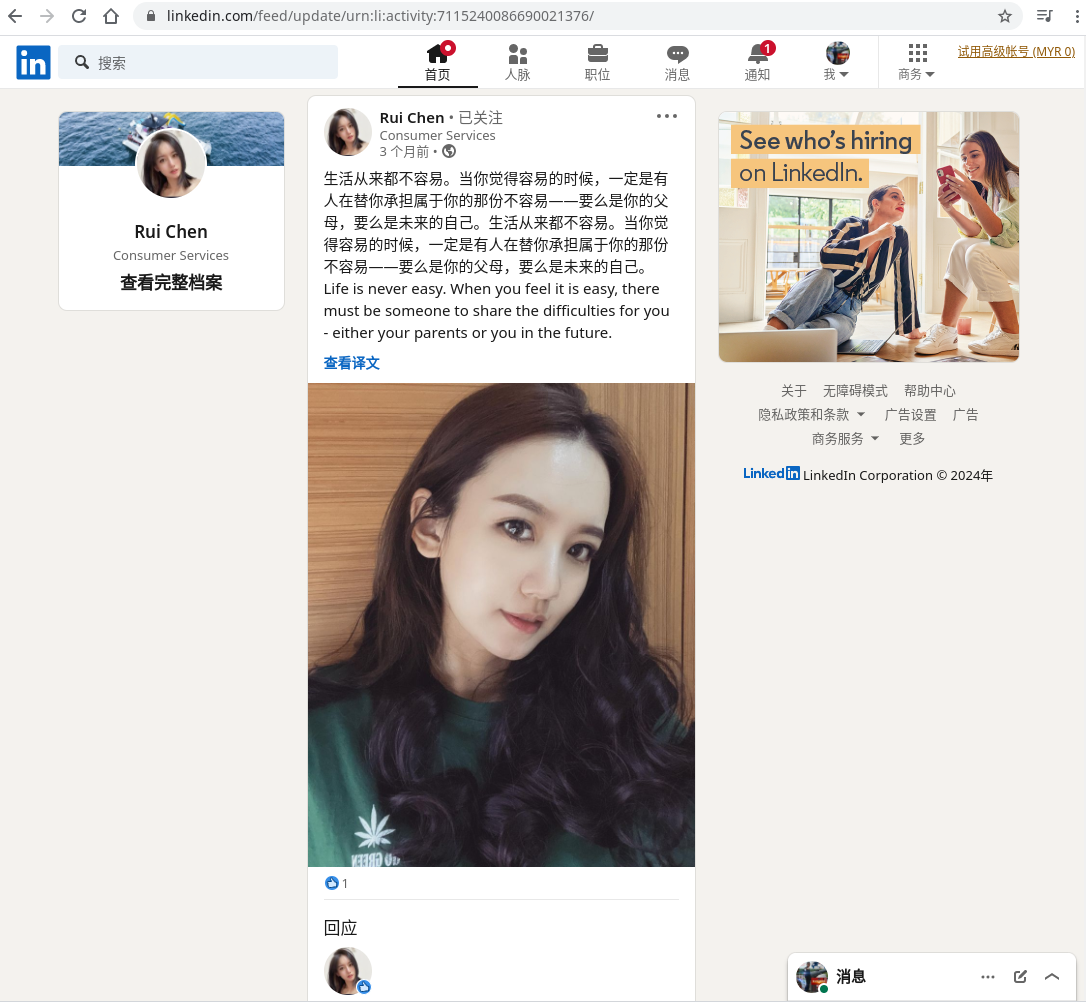 linkedin.com/feed/update/urn:li:activity:7115240086690021376/
in
搜索
首页
人脉
职位
消息
1
通知
我
商务
试用高级帐号 (MYR 0)
Rui Chen
Consumer Services
查看完整档案
Rui Chen • 已关注
Consumer Services
3 个月前 •
生活从来都不容易。当你觉得容易的时候，一定是有
人在替你承担属于你的那份不容易——要么是你的父
母，要么是未来的自己。生活从来都不容易。当你觉
得容易的时候，一定是有人在替你承担属于你的那份
不容易——要么是你的父母，要么是未来的自己。
Life is never easy. When you feel it is easy, there
must be someone to share the difficulties for you
- either your parents or you in the future.
查看译文
1
回应
See who's hiring
on LinkedIn.
关于 无障碍模式 帮助中心
隐私政策和条款 广告设置 广告
商务服务 更多
LinkedIn LinkedIn Corporation © 2024年
消息